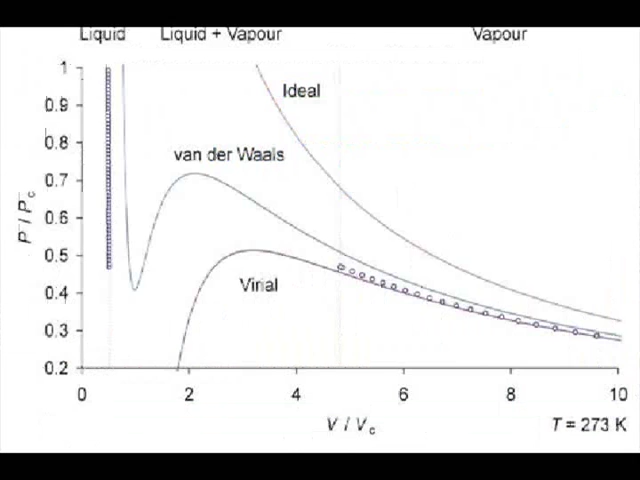 Liquid Liquid + Vapour Vapour
1
Ideal
0.9
0.8
van der Waals
0.7
0.6
P / Pc
0.5
Virial
0.4
0.3
0.2
0 2 4 6 8 10
V / Vc
T = 273 K